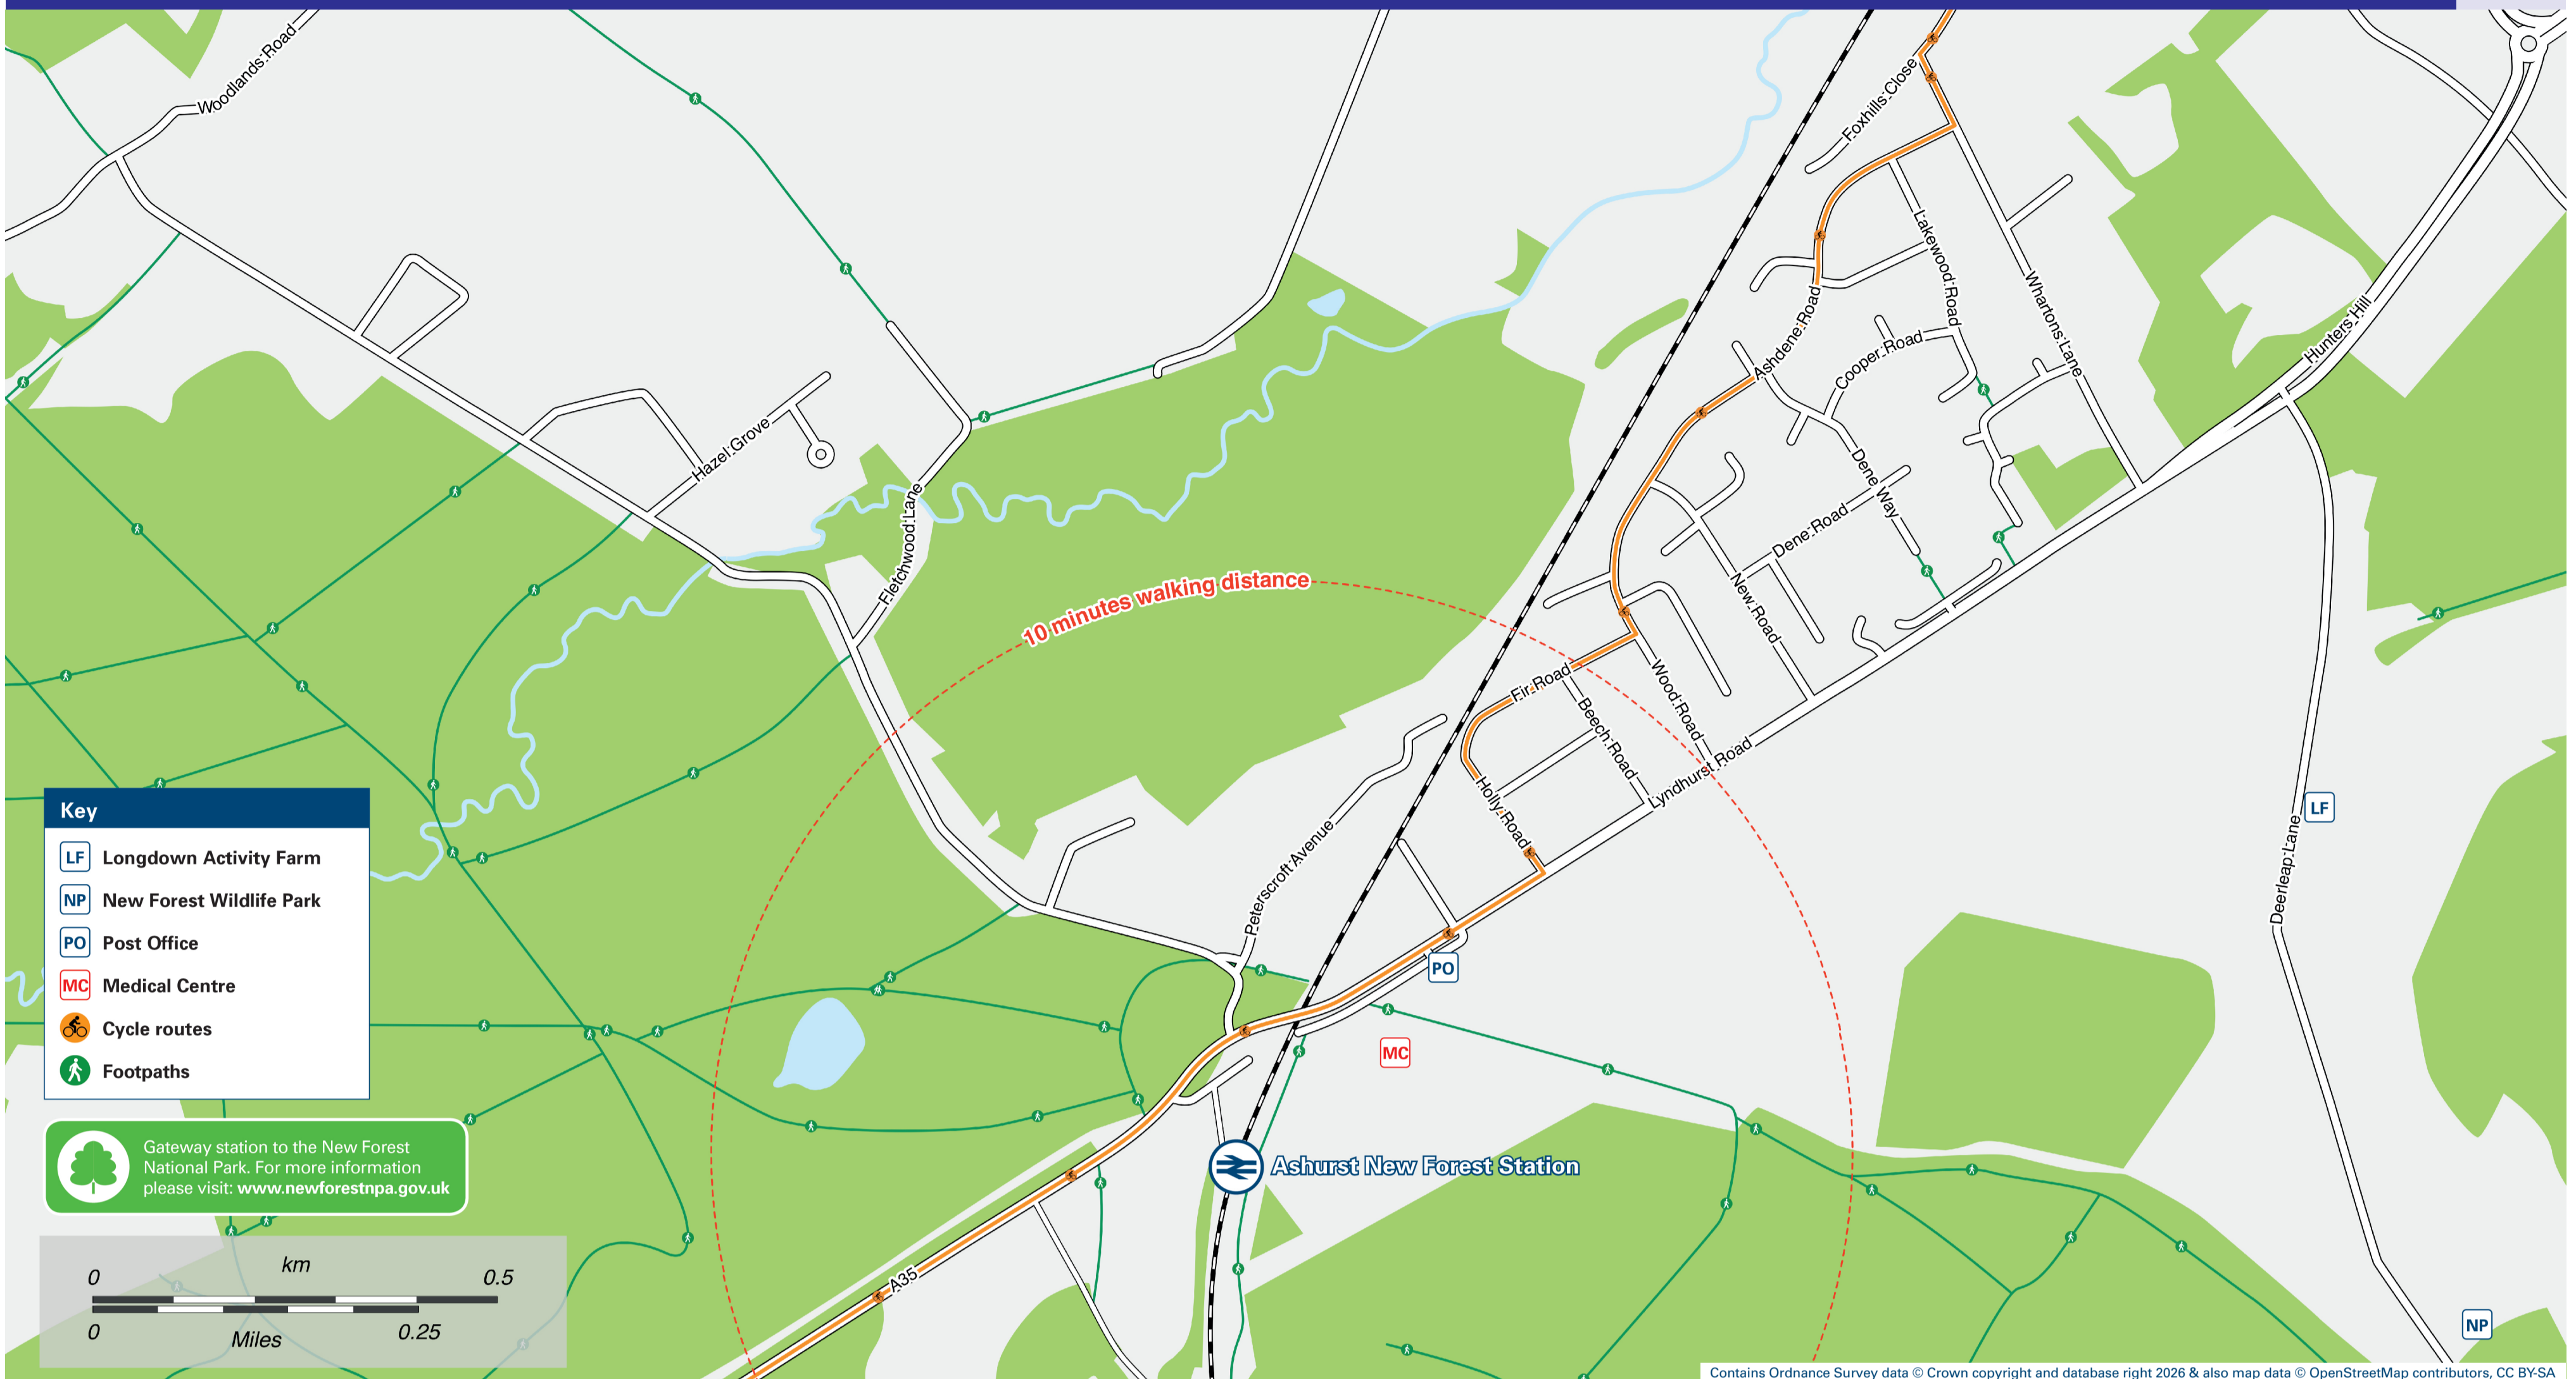 Woodlands Road
Foxhills Close
Lakewood Road
Whartons Lane
Hunters Hill
Ashdene Road
Cooper Road
Hazel Grove
Dene Way
Dene Road
Fletchwood Lane
New Road
10 minutes walking distance
Fir Road
Wood Road
Beech Road
Lyndhurst Road
Holly Road
Peterscroft Avenue
Deerleap Lane
LF
PO
MC
Ashurst New Forest Station
A35
NP
Key
LF Longdown Activity Farm
NP New Forest Wildlife Park
PO Post Office
MC Medical Centre
Cycle routes
Footpaths
Gateway station to the New Forest
National Park. For more information
please visit: www.newforestnpa.gov.uk
km
0 0.5
0 0.25
Miles
Contains Ordnance Survey data © Crown copyright and database right 2026 & also map data © OpenStreetMap contributors, CC BY-SA